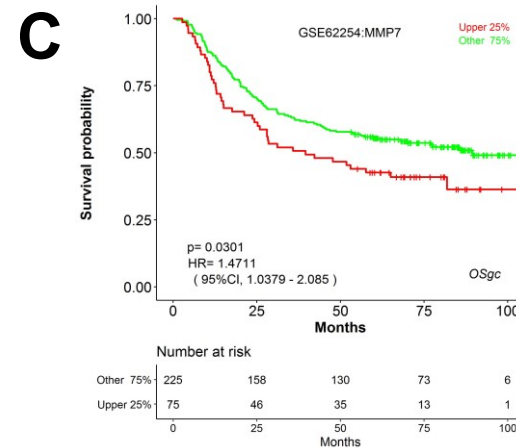 C
GSE62254:MMP7
Upper 25%
Other 75%
Survival probability
1.00
0.75
0.50
0.25
0.00
p= 0.0301
HR= 1.4711
( 95%CI, 1.0379 - 2.085 )
OSgc
0 25 50 75 100
Months
Number at risk
Other 75% 225 158 130 73 6
Upper 25% 75 46 35 13 1
0 25 50 75 100
Months